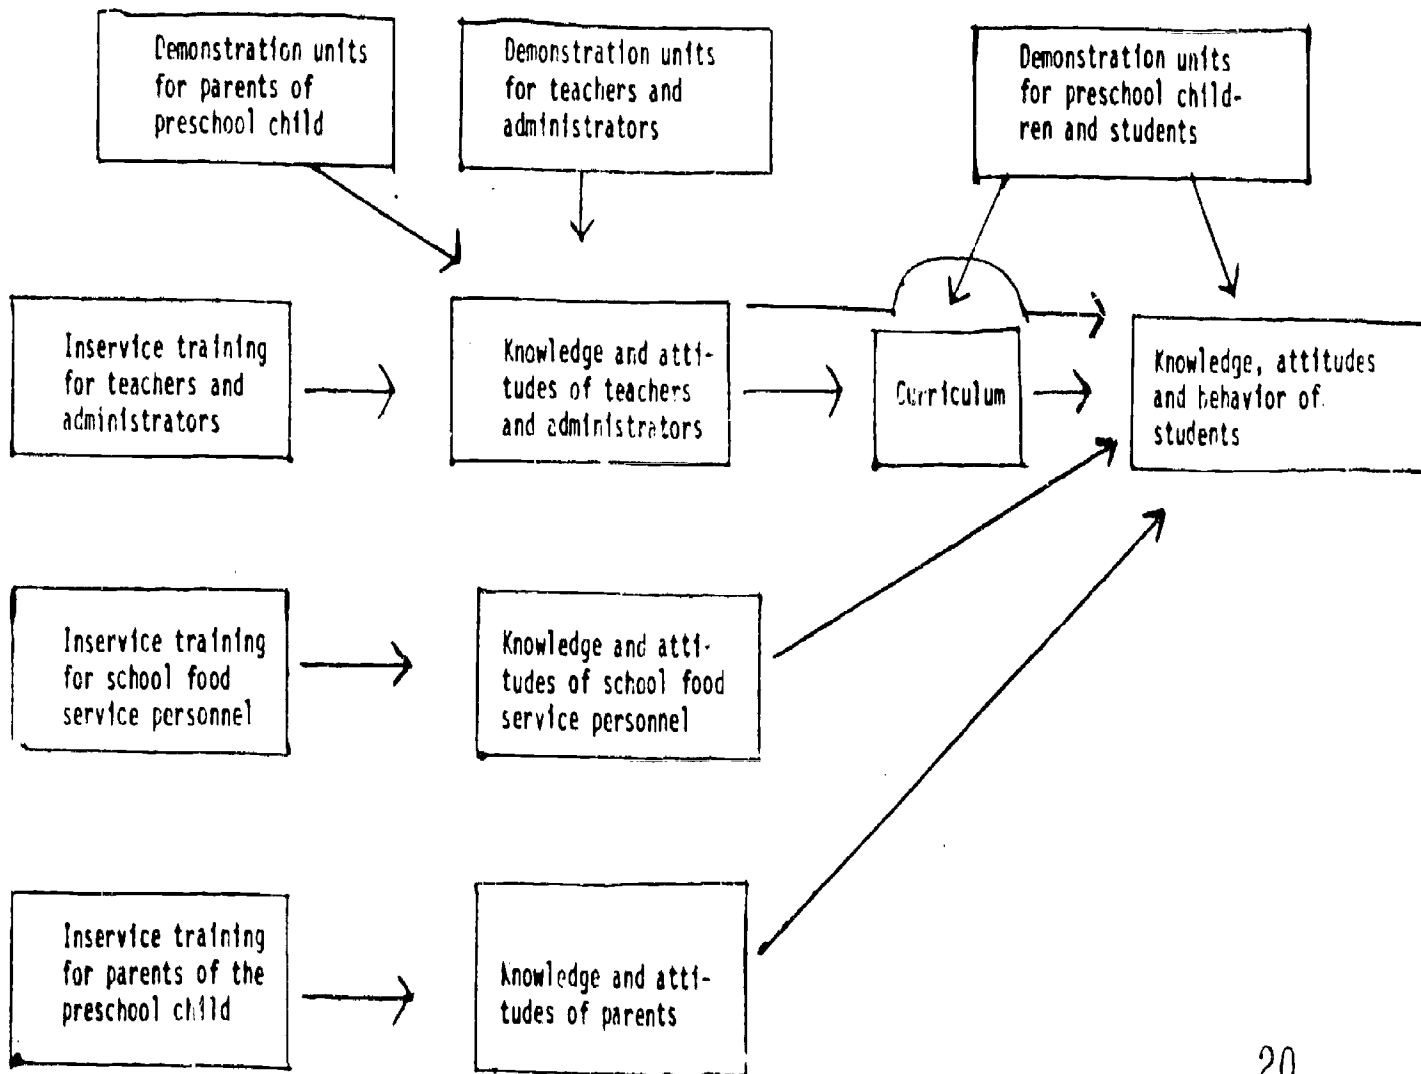 Demonstration units
for parents of
preschool child
Demonstration units
for teachers and
administrators
Demonstration units
for preschool child-
ren and students
Inservice training
for teachers and
administrators
Knowledge and atti-
tudes of teachers
and administrators
Curriculum
Knowledge, attitudes
and behavior of
students
Inservice training
for school food
service personnel
Knowledge and atti-
tudes of school food
service personnel
Inservice training
for parents of the
preschool child
Knowledge and atti-
tudes of parents
20